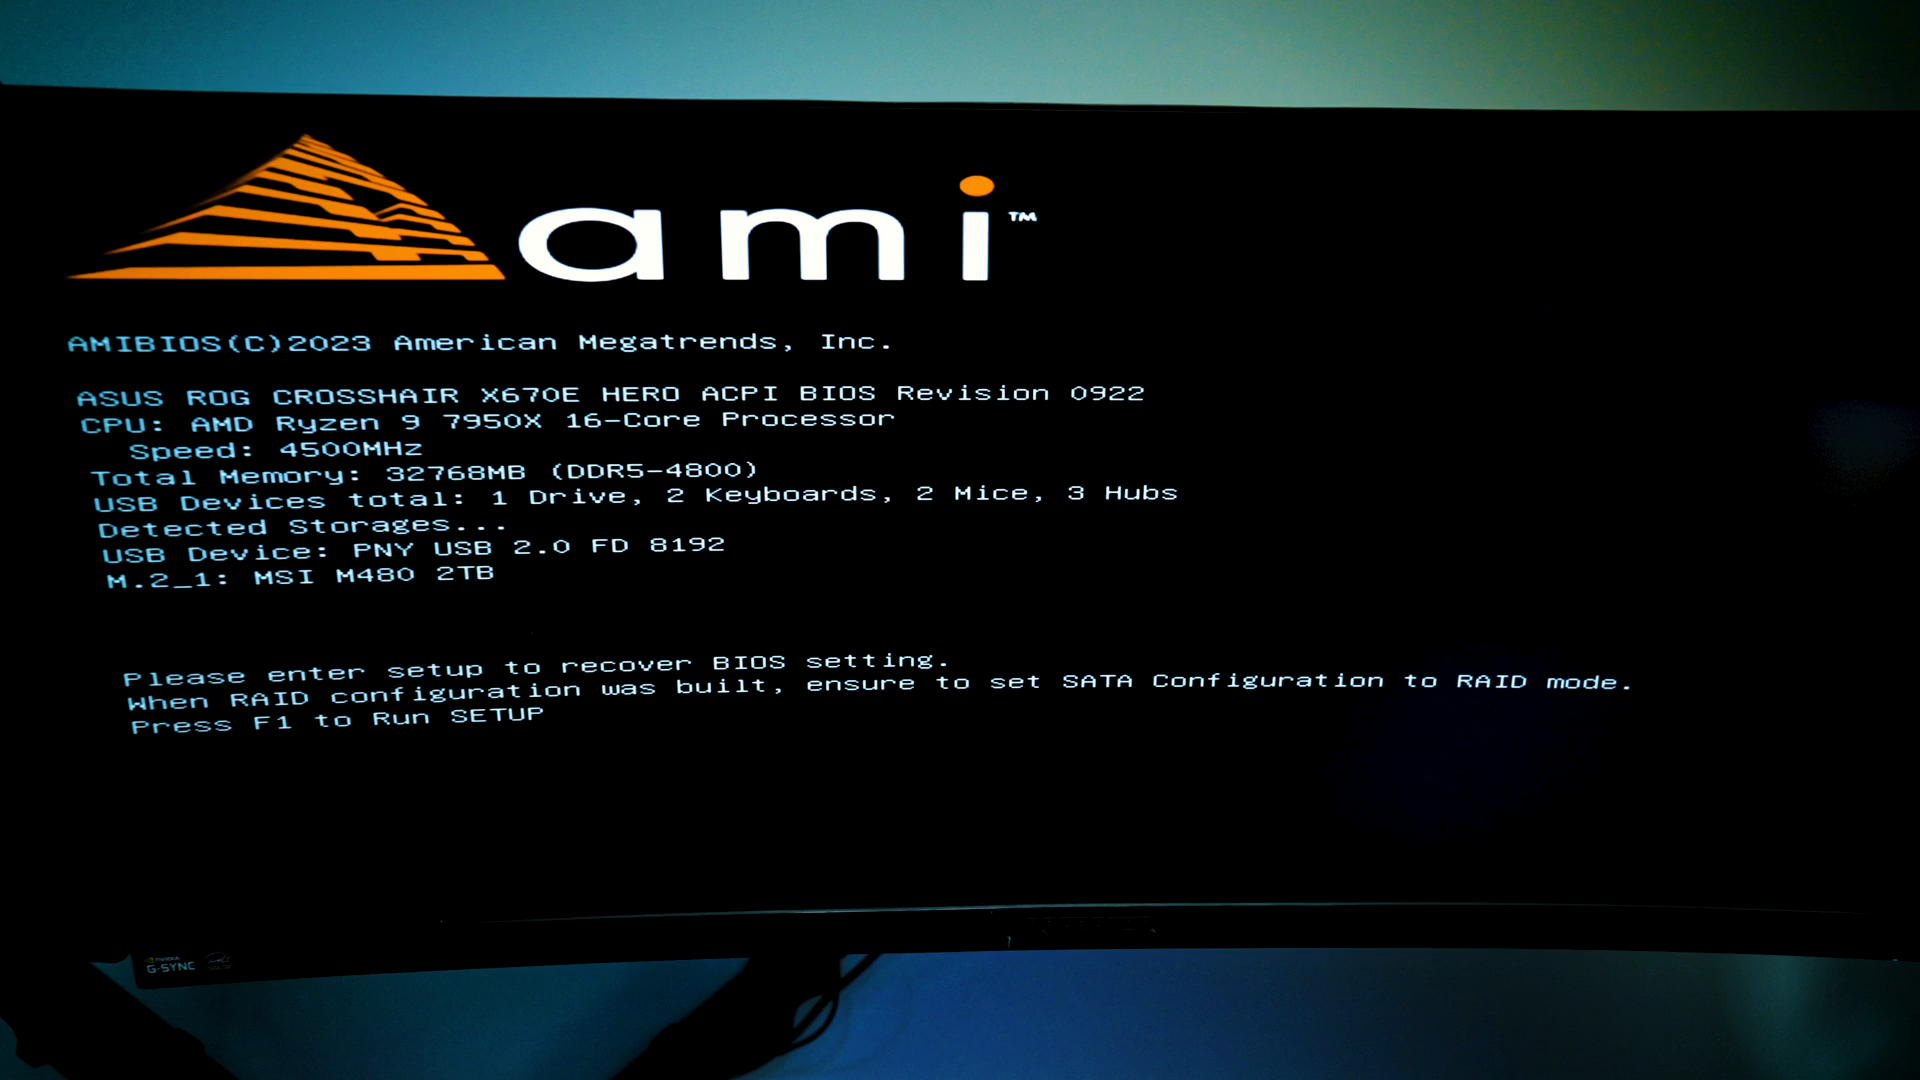 ami™
AMIBIOS(C)2023 American Megatrends, Inc.
ASUS ROG CROSSHAIR X670E HERO ACPI BIOS Revision 0922
CPU: AMD Ryzen 9 7950X 16-Core Processor
Speed: 4500MHz
Total Memory: 32768MB (DDR5-4800)
USB Devices total: 1 Drive, 2 Keyboards, 2 Mice, 3 Hubs
Detected Storages...
USB Device: PNY USB 2.0 FD 8192
M.2_1: MSI M480 2TB
Please enter setup to recover BIOS setting.
When RAID configuration was built, ensure to set SATA Configuration to RAID mode.
Press F1 to Run SETUP
NVIDIA
G-SYNC